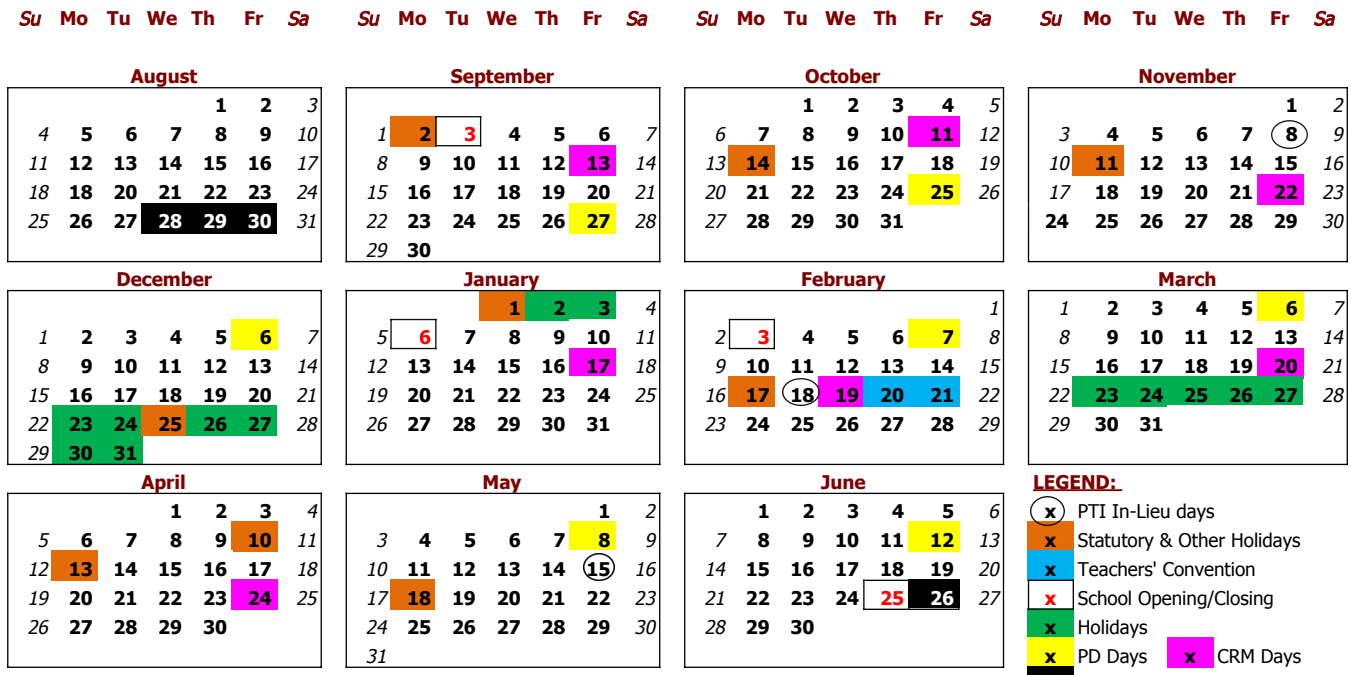 Su Mo Tu We Th Fr Sa
Su Mo Tu We Th Fr Sa
Su Mo Tu We Th Fr Sa
Su Mo Tu We Th Fr Sa
August
1 2 3
4 5 6 7 8 9 10
11 12 13 14 15 16 17
18 18 20 21 22 23 24
25 26 27 28 29 30 31
September
1 2 3 4 5 6 7
8 9 10 11 12 13 14
15 16 17 18 19 20 21
22 23 24 25 26 27 28
29 30
October
1 2 3 4 5
6 7 8 9 10 11 12
13 14 15 16 17 18 19
20 21 22 23 24 25 26
27 28 29 30 31
November
1 2
3 4 5 6 7 8 9
10 11 12 13 14 15 16
17 18 19 20 21 22 23
24 25 26 27 28 29 30
December
1 2 3 4 5 6 7
8 9 10 11 12 13 14
15 16 17 18 19 20 21
22 23 24 25 26 27 28
29 30 31
January
1 2 3 4
5 6 7 8 9 10 11
12 13 14 15 16 17 18
19 20 21 22 23 24 25
26 27 28 29 30 31
February
1
2 3 4 5 6 7 8
9 10 11 12 13 14 15
16 17 18 19 20 21 22
23 24 25 26 27 28 29
March
1 2 3 4 5 6 7
8 9 10 11 12 13 14
15 16 17 18 19 20 21
22 23 24 25 26 27 28
29 30 31
April
1 2 3 4
5 6 7 8 9 10 11
12 13 14 15 16 17 18
19 20 21 22 23 24 25
26 27 28 29 30
May
1 2
3 4 5 6 7 8 9
10 11 12 13 14 15 16
17 18 19 20 21 22 23
24 25 26 27 28 29 30
31
June
1 2 3 4 5 6
7 8 9 10 11 12 13
14 15 16 17 18 19 20
21 22 23 24 25 26 27
28 29 30
LEGEND:
x PTI In-Lieu days
x Statutory & Other Holidays
x Teachers' Convention
x School Opening/Closing
x Holidays
x PD Days x CRM Days